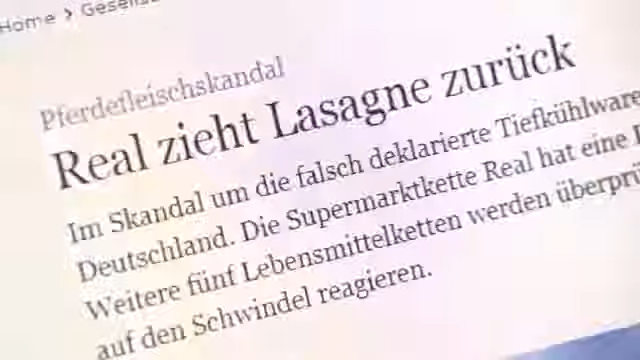 Home > Gesells
Pferdefleischskandal
Real zieht Lasagne zurück
Im Skandal um die falsch deklarierte Tiefkühlware
Deutschland. Die Supermarktkette Real hat eine
Weitere fünf Lebensmittelketten werden überprü
auf den Schwindel reagieren.